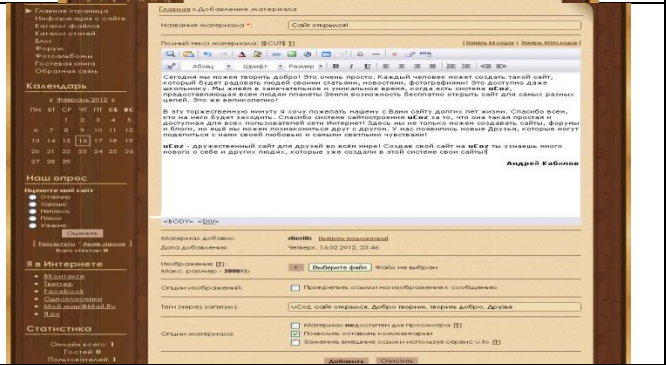 Главная страница
Информация о сайте
Каталог файлов
Каталог статей
Блог
Форум
Фотоальбомы
Гостевая книга
Обратная связь
Календарь
« Февраль 2012 »
Пн Вт Ср Чт Пт Сб Вс
1 2 3 4 5
6 7 8 9 10 11 12
13 14 15 16 17 18 19
20 21 22 23 24 25 26
27 28 29
Наш опрос
Оцените мой сайт
Отлично
Хорошо
Неплохо
Плохо
Ужасно
Оценить
[ Результаты · Архив опросов ]
Всего ответов: 0
Я в Интернете
ВКонтакте
Твиттер
Facebook
Одноклассники
Мой мир@Mail.Ru
Я.ру
Статистика
Онлайн всего: 1
Гостей: 0
Пользователей: 1
Главная » Добавление материала
Название материала *:
Сайт открылся!
Полный текст материала: [$CUT$ ?]
[ Панель BB кодов ] [ Панель HTML кодов ]
Абзац Шрифт Размер B I U
Сегодня мы можем творить добро! Это очень просто. Каждый человек может создать такой сайт,
который будет радовать людей своими статьями, новостями, фотографиями! Это доступно даже
школьнику. Мы живём в замечательное и уникальное время, когда есть система uCoz,
предоставляющая всем людям планеты Земля возможность бесплатно открыть сайт для самых разных
целей. Это же великолепно!
В эту торжественную минуту я хочу пожелать нашему с Вами сайту долгих лет жизни. Спасибо всем,
кто на него будет заходить. Спасибо системе сайтостроения uCoz за то, что она такая простая и
доступная для всех пользователей сети Интернет! Здесь мы не только можем создавать сайты, форумы
и блоги, но ещё мы можем познакомиться друг с другом. У нас появились новые Друзья, которые могут
поделиться с нами своей любовью и самыми светлыми чувствами!
uCoz - дружественный сайт для друзей во всём мире! Создав свой сайт на uCoz ты узнаешь много
нового о себе и других людях, которые уже создали в этой системе свои сайты!
Андрей Кабилов
<BODY> <DIV>
Материал добавил:
[Выбрать пользователя]
Дата добавления:
Четверг, 16.02.2012, 23:46
Изображение [?]:
Макс. размер - 2000Kb
+
Выберите файл Файл не выбран
Опции изображений:
Прикрепить ссылки на изображения к сообщению
Теги (через запятую):
uCoz, сайт открылся, Добро творим, творить добро, Друзья
Опции материала:
Материал недоступен для просмотра [?]
Позволить оставлять комментарии
Заменить внешние ссылки используя сервис u.to [?]
Добавить Очистить